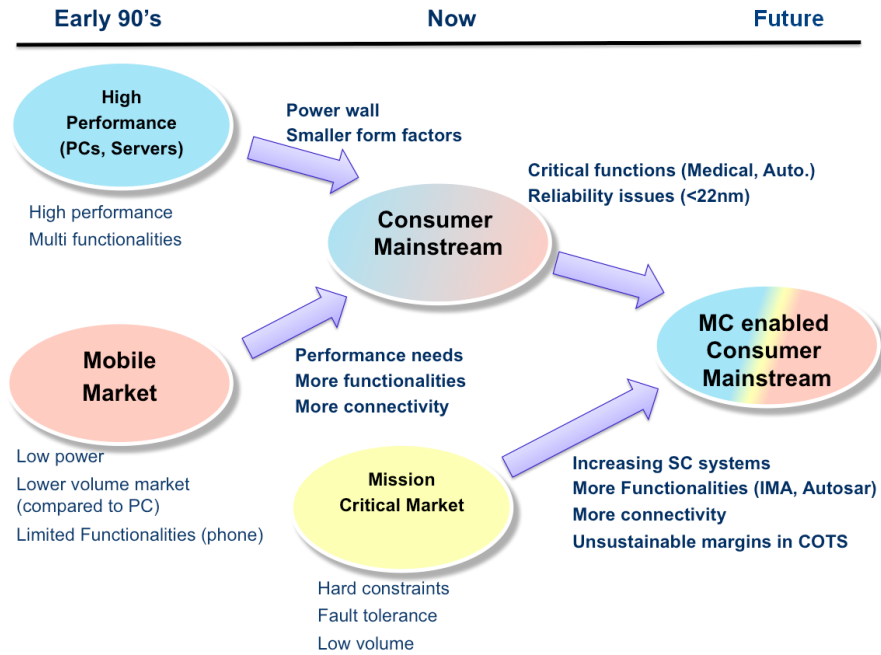 Early 90’s
Now
Future
High
Performance
(PCs, Servers)
Power wall
Smaller form factors
Critical functions (Medical, Auto.)
Reliability issues (<22nm)
High performance
Multi functionalities
Consumer
Mainstream
MC enabled
Consumer
Mainstream
Mobile
Market
Performance needs
More functionalities
More connectivity
Low power
Lower volume market
(compared to PC)
Limited Functionalities (phone)
Mission
Critical Market
Increasing SC systems
More Functionalities (IMA, Autosar)
More connectivity
Unsustainable margins in COTS
Hard constraints
Fault tolerance
Low volume